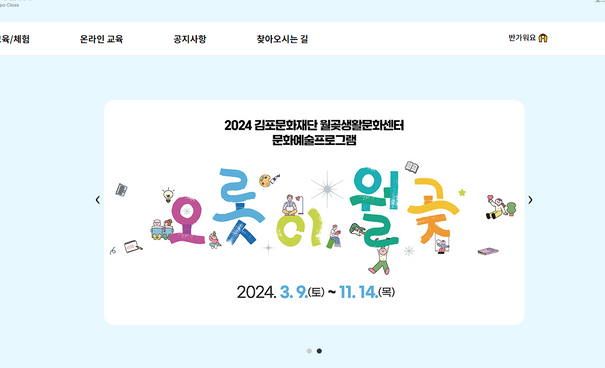 육/체험
온라인 교육
공지사항
찾아오시는 길
반가워요
2024 김포문화재단 월곶생활문화센터
문화예술프로그램
오롯이, 월곶
2024. 3. 9.(토) ~ 11. 14.(목)